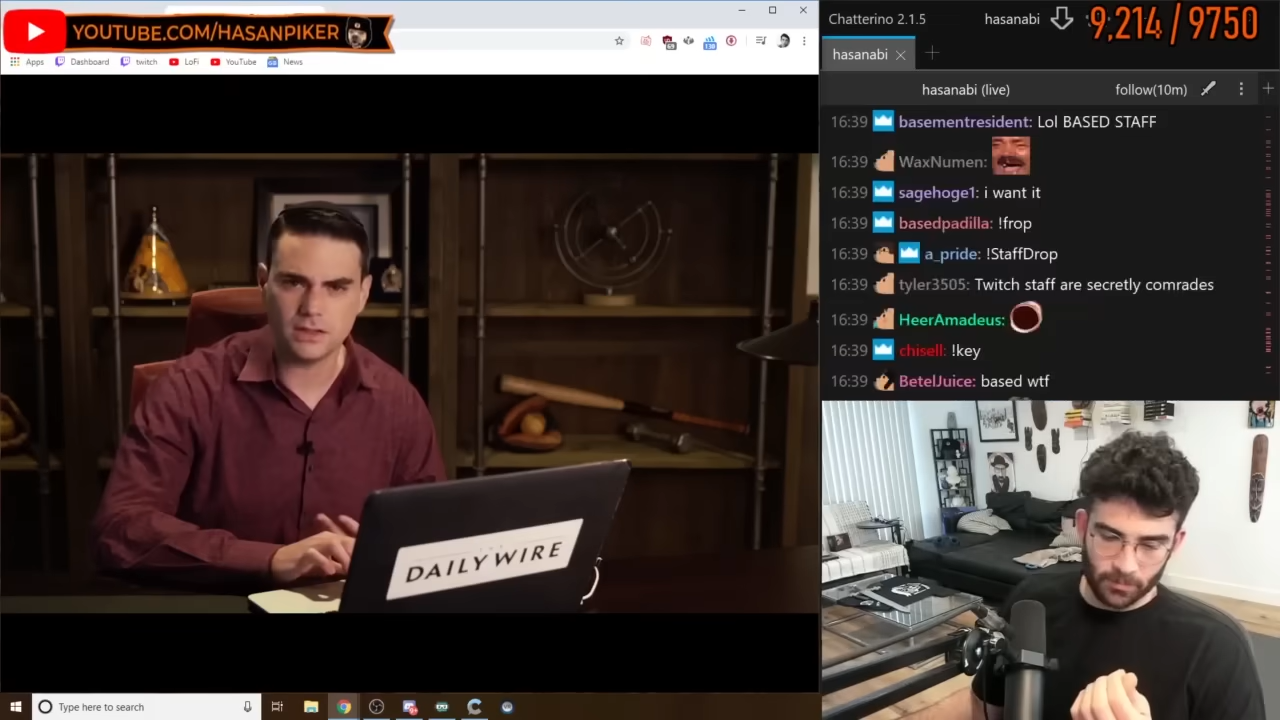 YOUTUBE.COM/HASANPIKER
Apps Dashboard twitch LoFi YouTube News
DAILY WIRE
Type here to search
Chatterino 2.1.5 hasanabi 9,214 / 9750
hasanabi
hasanabi (live) follow(10m)
16:39 basementresident: Lol BASED STAFF
16:39 WaxNumen:
16:39 sagehoge1: i want it
16:39 basedpadilla: !frop
16:39 a_pride: !StaffDrop
16:39 tyler3505: Twitch staff are secretly comrades
16:39 HeerAmadeus:
16:39 chisell: !key
16:39 BetelJuice: based wtf